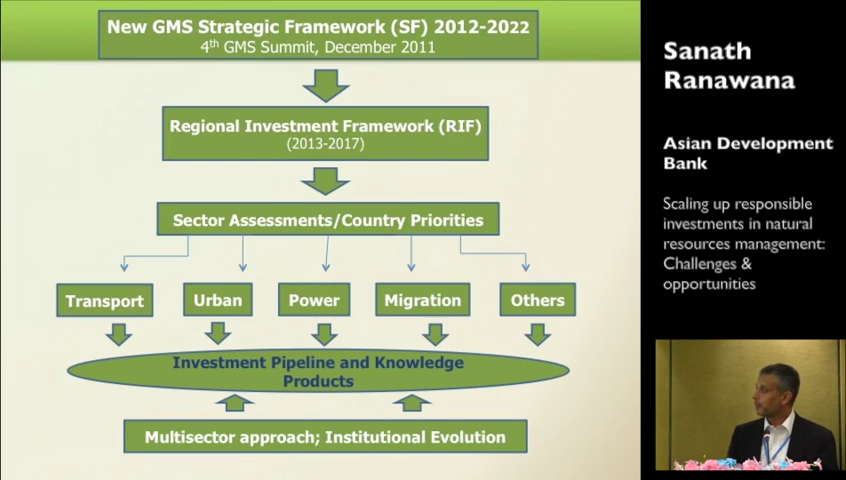 New GMS Strategic Framework (SF) 2012-2022
4th GMS Summit, December 2011
Regional Investment Framework (RIF)
(2013-2017)
Sector Assessments/Country Priorities
Transport
Urban
Power
Migration
Others
Investment Pipeline and Knowledge
Products
Multisector approach; Institutional Evolution
Sanath
Ranawana
Asian Development
Bank
Scaling up responsible
investments in natural
resources management:
Challenges &
opportunities